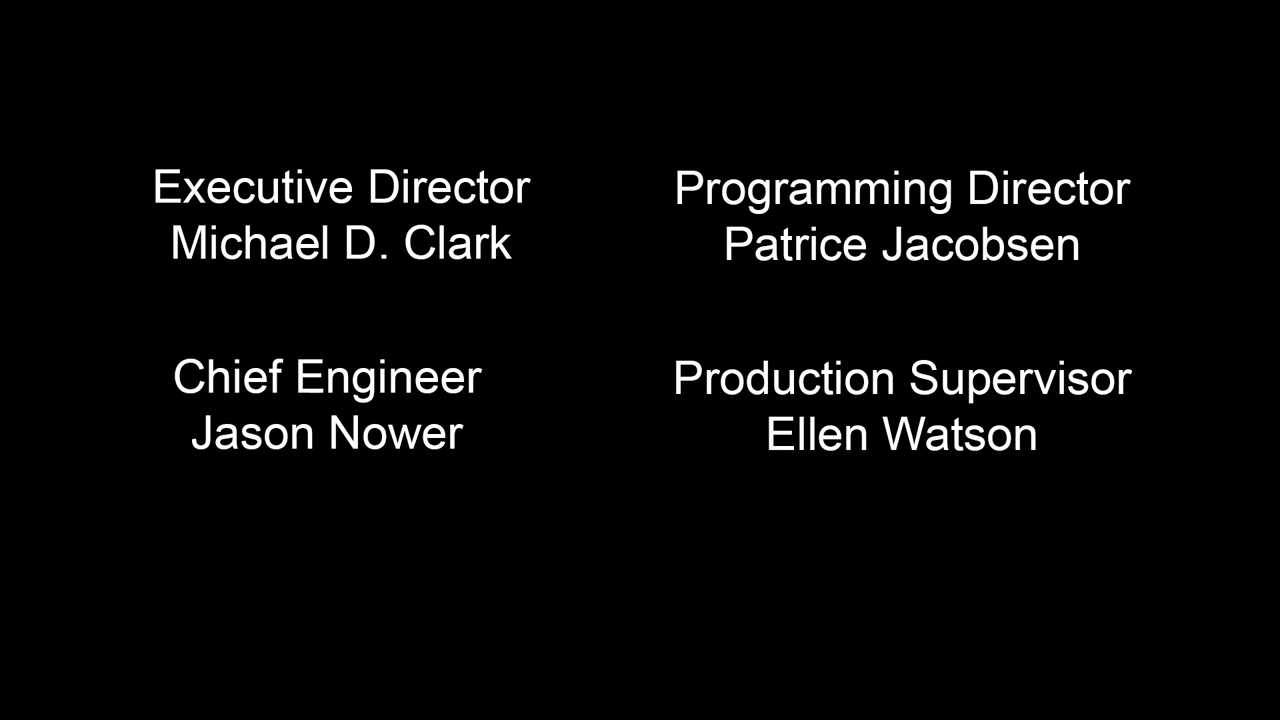 Executive Director
Michael D. Clark
Programming Director
Patrice Jacobsen
Chief Engineer
Jason Nower
Production Supervisor
Ellen Watson